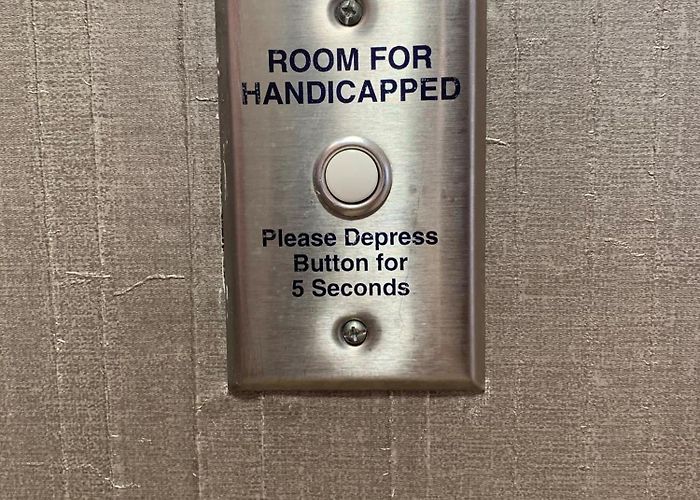 ROOM FOR
HANDICAPPED
Please Depress
Button for
5 Seconds